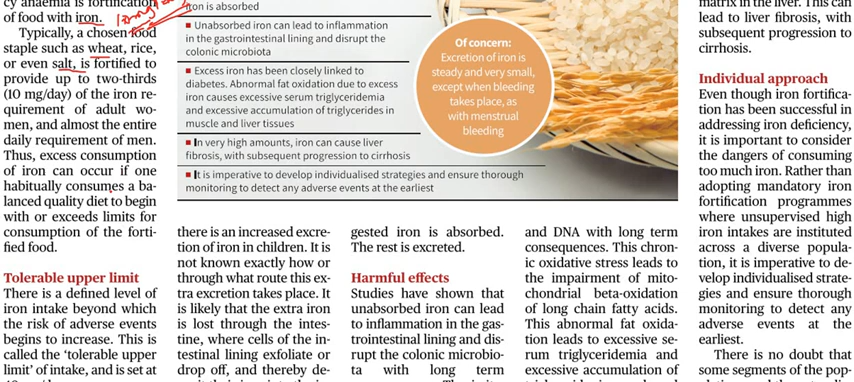 cy anaemia is fortification
of food with iron.
Typically, a chosen food
staple such as wheat, rice,
or even salt, is fortified to
provide up to two-thirds
(10 mg/day) of the iron re-
quirement of adult wo-
men, and almost the entire
daily requirement of men.
Thus, excess consumption
of iron can occur if one
habitually consumes a ba-
lanced quality diet to begin
with or exceeds limits for
consumption of the forti-
fied food.
Tolerable upper limit
There is a defined level of
iron intake beyond which
the risk of adverse events
begins to increase. This is
called the ‘tolerable upper
limit’ of intake, and is set at
iron is absorbed
■ Unabsorbed iron can lead to inflammation
in the gastrointestinal lining and disrupt the
colonic microbiota
■ Excess iron has been closely linked to
diabetes. Abnormal fat oxidation due to excess
iron causes excessive serum triglyceridemia
and excessive accumulation of triglycerides in
muscle and liver tissues
■ In very high amounts, iron can cause liver
fibrosis, with subsequent progression to cirrhosis
■ It is imperative to develop individualised strategies and ensure thorough
monitoring to detect any adverse events at the earliest
Of concern:
Excretion of iron is
steady and very small,
except when bleeding
takes place, as
with menstrual
bleeding
there is an increased excre-
tion of iron in children. It is
not known exactly how or
through what route this ex-
tra excretion takes place. It
is likely that the extra iron
is lost through the intes-
tine, where cells of the in-
testinal lining exfoliate or
drop off, and thereby de-
gested iron is absorbed.
The rest is excreted.
Harmful effects
Studies have shown that
unabsorbed iron can lead
to inflammation in the gas-
trointestinal lining and dis-
rupt the colonic microbio-
ta with long term
and DNA with long term
consequences. This chron-
ic oxidative stress leads to
the impairment of mito-
chondrial beta-oxidation
of long chain fatty acids.
This abnormal fat oxida-
tion leads to excessive se-
rum triglyceridemia and
excessive accumulation of
matrix in the liver. This can
lead to liver fibrosis, with
subsequent progression to
cirrhosis.
Individual approach
Even though iron fortifica-
tion has been successful in
addressing iron deficiency,
it is important to consider
the dangers of consuming
too much iron. Rather than
adopting mandatory iron
fortification programmes
where unsupervised high
iron intakes are instituted
across a diverse popula-
tion, it is imperative to de-
velop individualised strate-
gies and ensure thorough
monitoring to detect any
adverse events at the
earliest.
There is no doubt that
some segments of the pop-